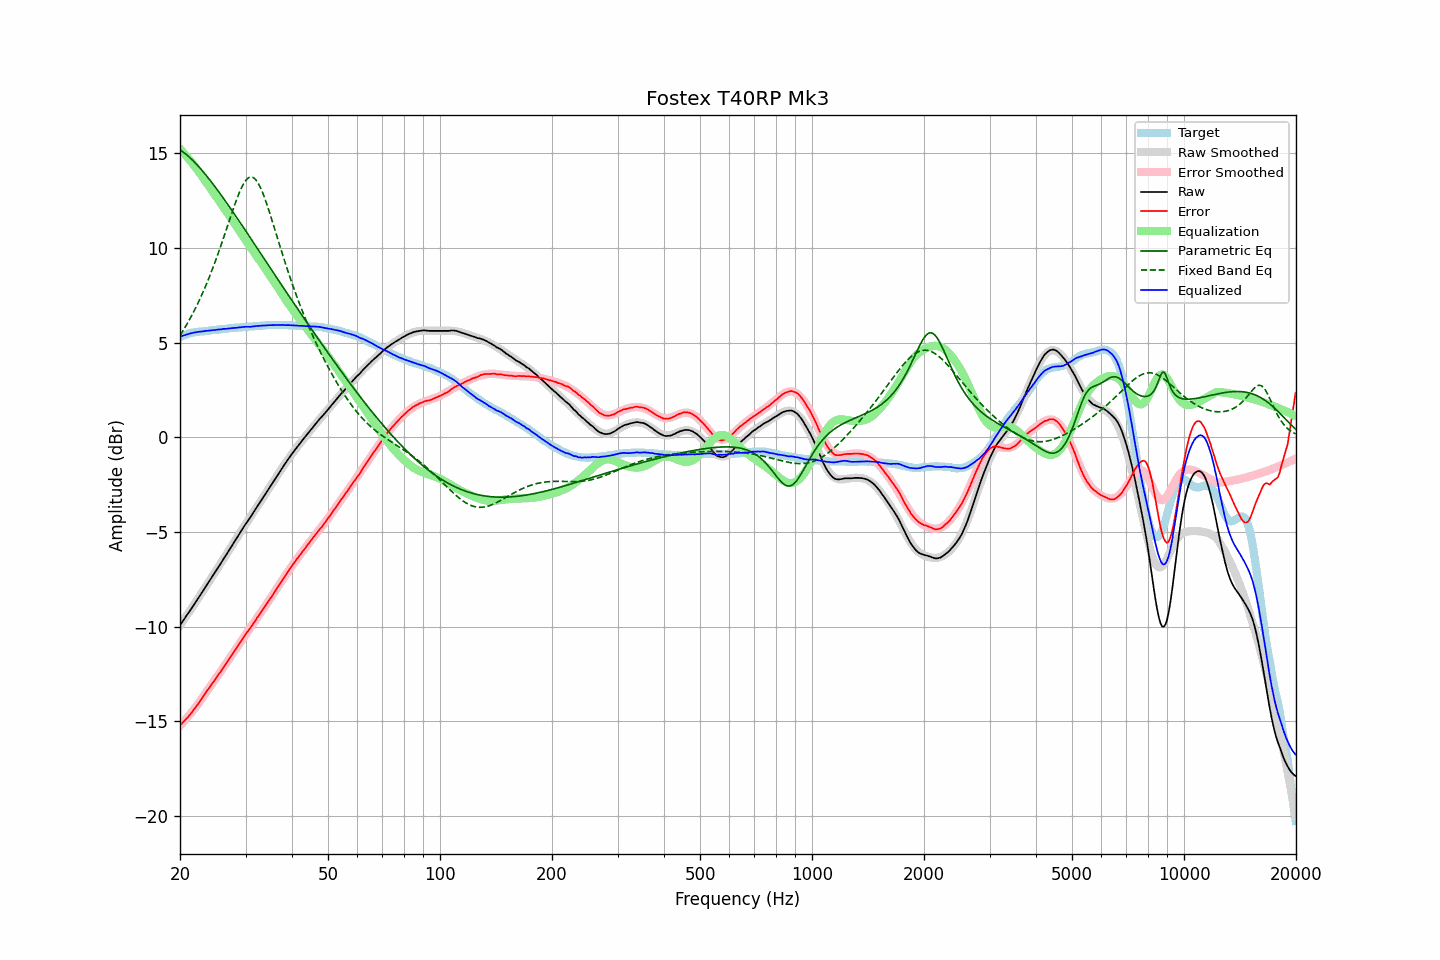 Fostex T40RP Mk3
Target
Raw Smoothed
Error Smoothed
Raw
Error
Equalization
Parametric Eq
Fixed Band Eq
Equalized
15
10
5
0
−5
−10
−15
−20
Amplitude (dBr)
20
50
100
200
500
1000
2000
5000
10000
20000
Frequency (Hz)